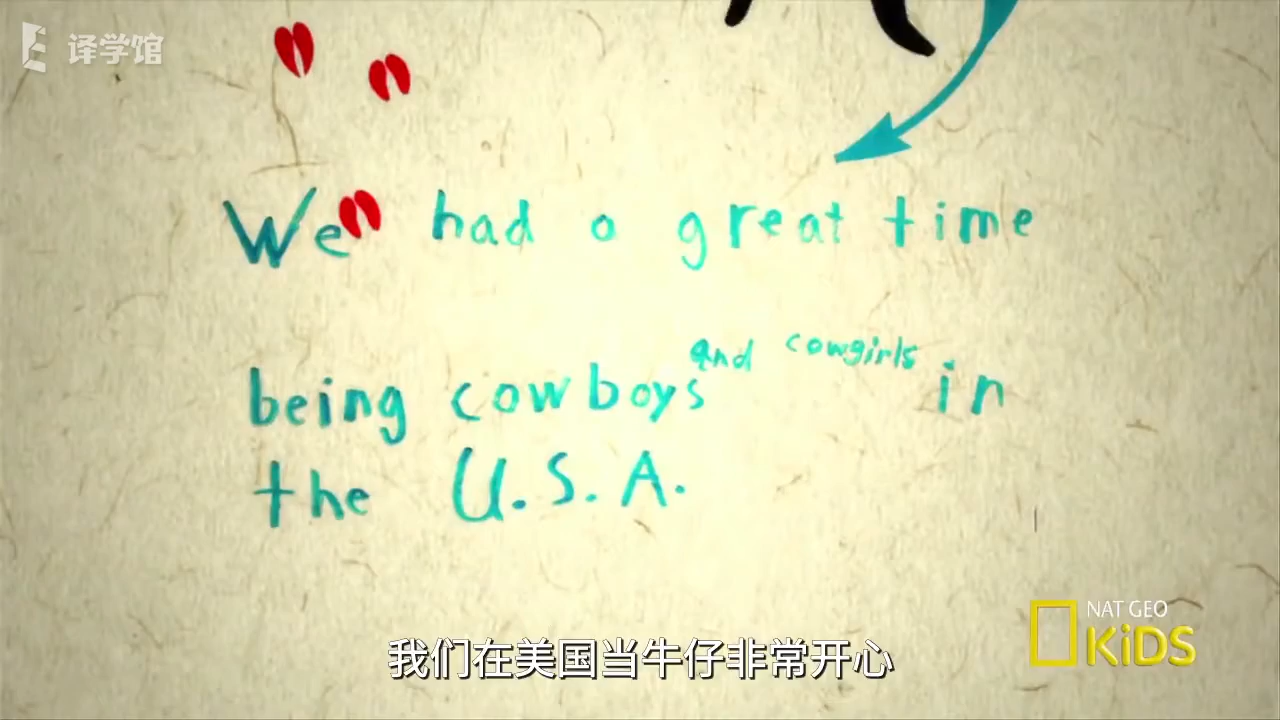 译学馆
We had a great time
being cowboys and cowgirls in
the U.S.A.
NAT GEO
KiDS
我们在美国当牛仔非常开心